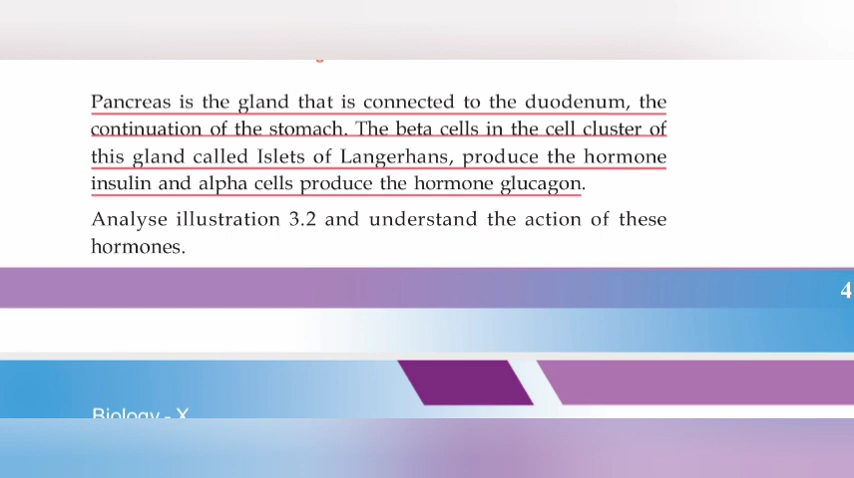 Pancreas is the gland that is connected to the duodenum, the
continuation of the stomach. The beta cells in the cell cluster of
this gland called Islets of Langerhans, produce the hormone
insulin and alpha cells produce the hormone glucagon.
Analyse illustration 3.2 and understand the action of these
hormones.
4
Biology - X